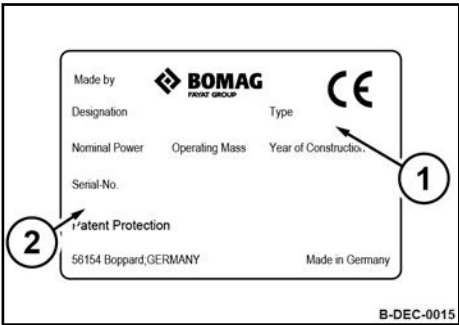 Made by BOMAG CE
FAYAT GROUP
Designation Type
Nominal Power Operating Mass Year of Construction
1
Serial-No.
2
Patent Protection
56154 Boppard;GERMANY Made in Germany
B-DEC-0015